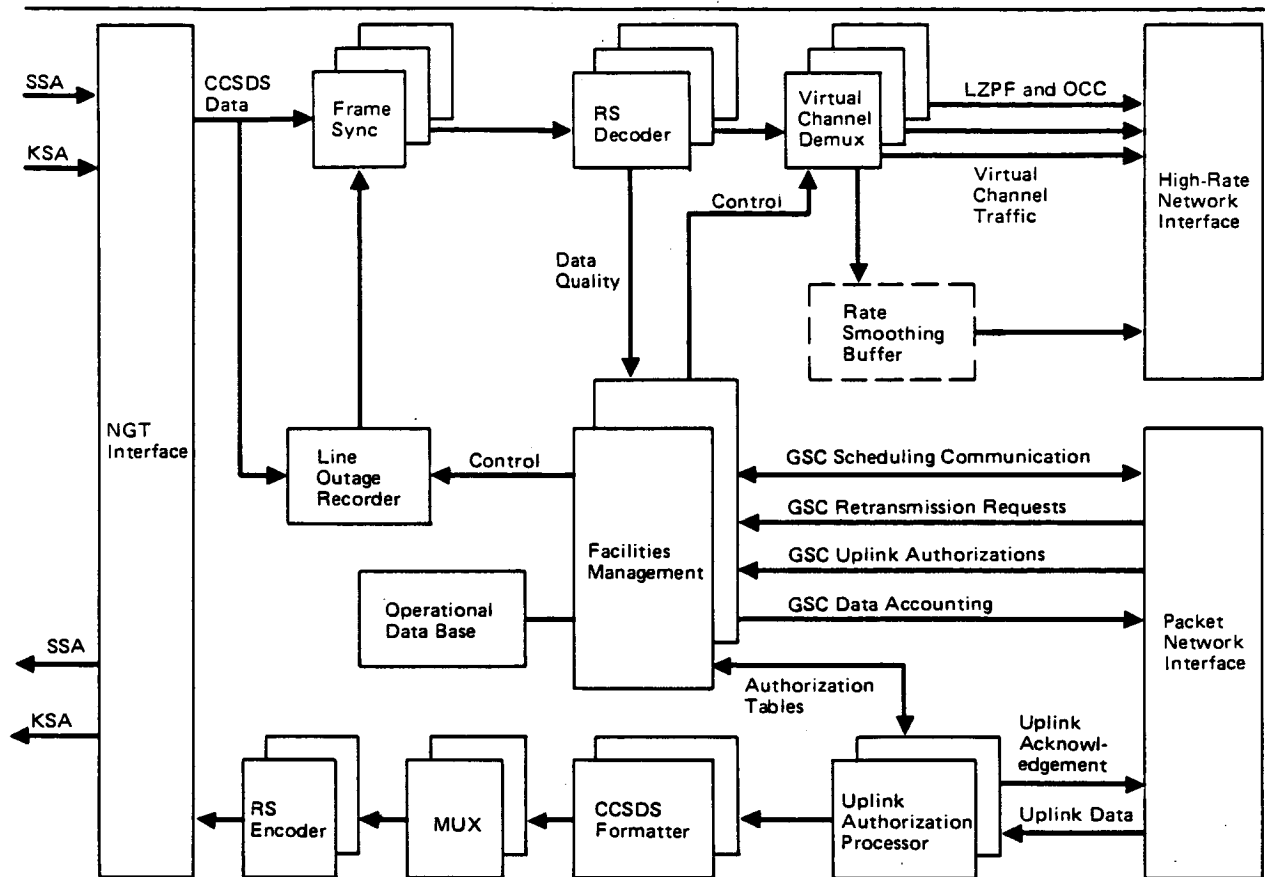 SSA
KSA
NGT
Interface
SSA
KSA
CCSDS
Data
Frame
Sync
RS
Decoder
Virtual
Channel
Demux
LZPF and OCC
Virtual
Channel
Traffic
High-Rate
Network
Interface
Control
Data
Quality
Rate
Smoothing
Buffer
Line
Outage
Recorder
Control
Facilities
Management
Operational
Data Base
GSC Scheduling Communication
GSC Retransmission Requests
GSC Uplink Authorizations
GSC Data Accounting
Packet
Network
Interface
Authorization
Tables
Uplink
Acknowl-
edgement
Uplink Data
RS
Encoder
MUX
CCSDS
Formatter
Uplink
Authorization
Processor